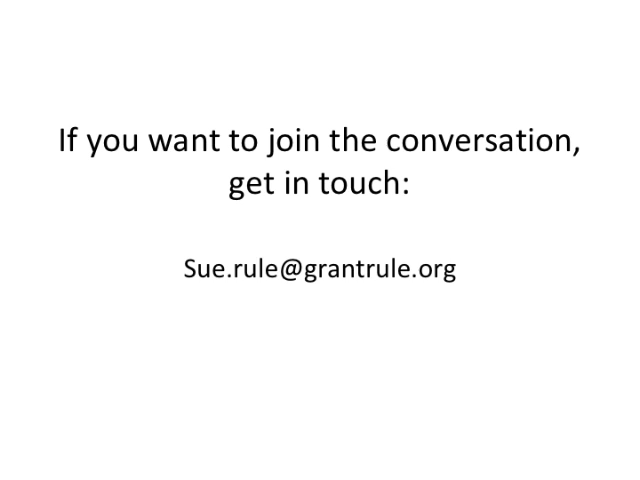 If you want to join the conversation,
get in touch:
Sue.rule@grantrule.org